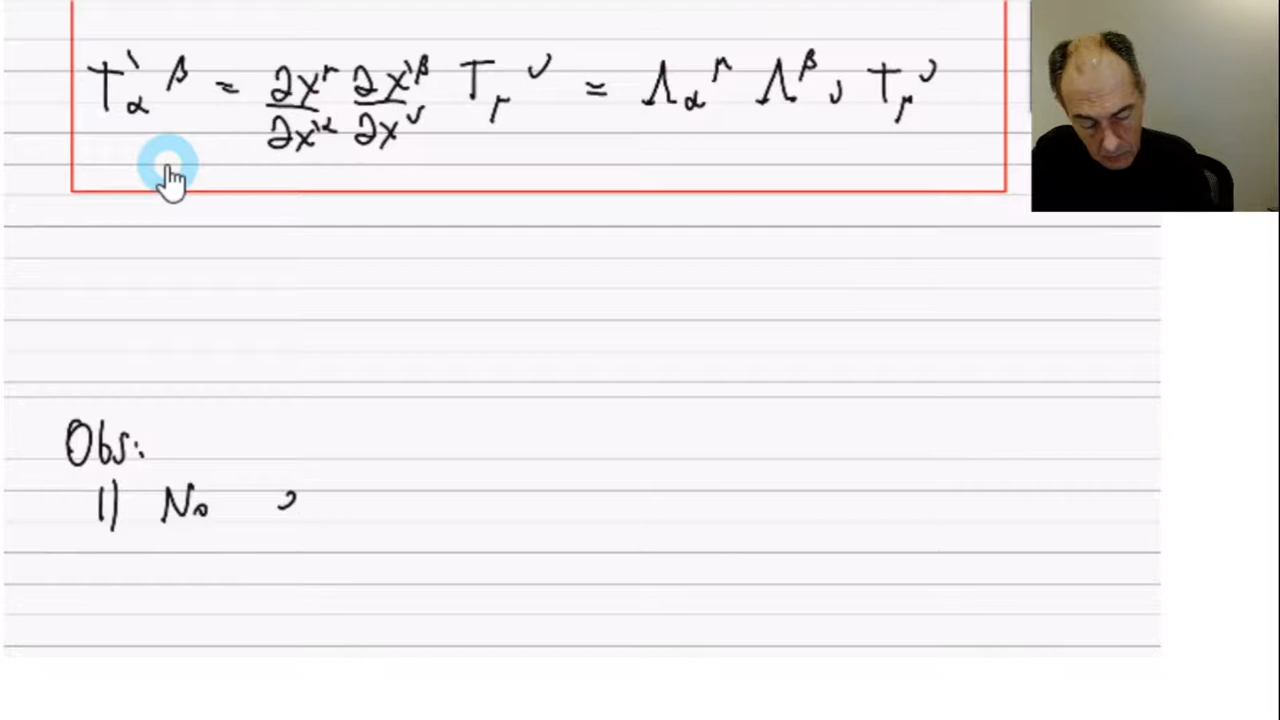 T'_α^β = ∂x^μ/∂x'^α ∂x'^β/∂x^ν T_μ^ν = Λ_α^μ Λ^β_ν T_μ^ν
Obs:
1) No